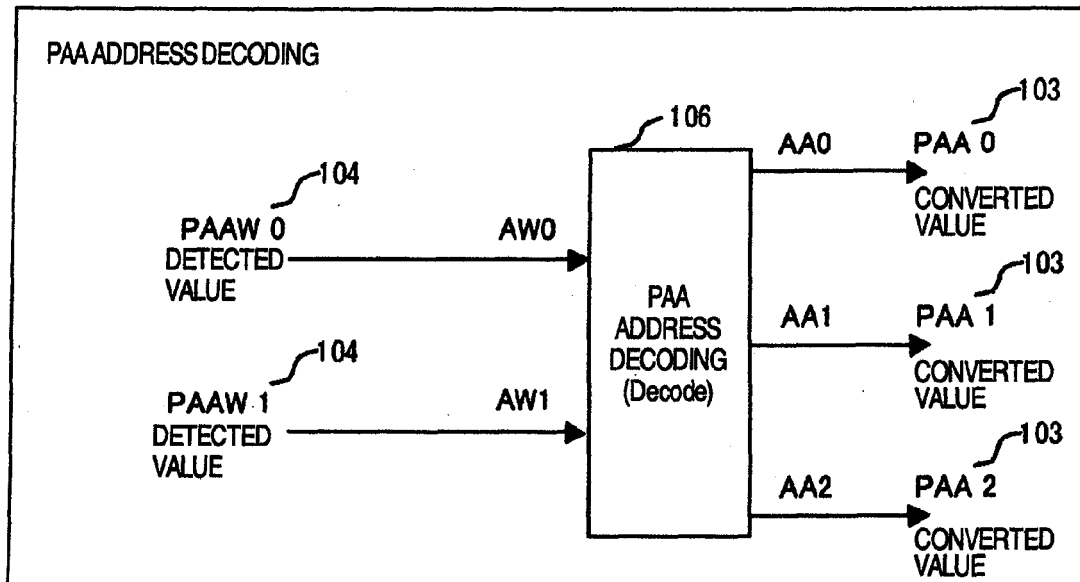 PAA ADDRESS DECODING
106
103
AA0
PAA 0
CONVERTED
VALUE
104
PAAW 0
DETECTED
VALUE
AW0
PAA
ADDRESS
DECODING
(Decode)
103
AA1
PAA 1
CONVERTED
VALUE
104
PAAW 1
DETECTED
VALUE
AW1
103
AA2
PAA 2
CONVERTED
VALUE